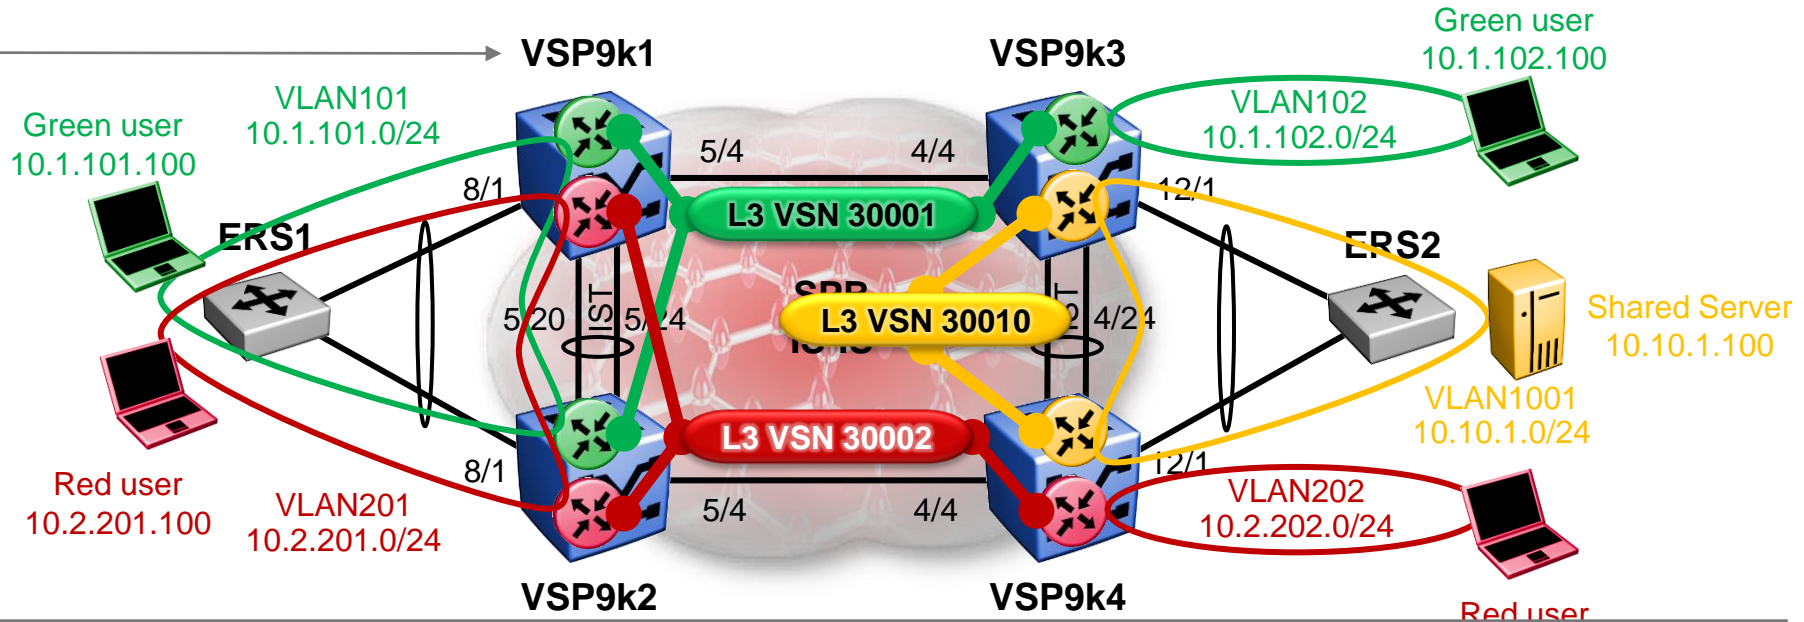 VSP9k1
VSP9k3
Green user
10.1.102.100
VLAN101
10.1.101.0/24
Green user
10.1.101.100
VLAN102
10.1.102.0/24
5/4
4/4
8/1
12/1
L3 VSN 30001
ERS1
ERS2
IST
5/20
5/24
L3 VSN 30010
4/24
Shared Server
10.10.1.100
VLAN1001
10.10.1.0/24
L3 VSN 30002
8/1
12/1
Red user
10.2.201.100
VLAN201
10.2.201.0/24
5/4
4/4
VLAN202
10.2.202.0/24
VSP9k2
VSP9k4
Red user